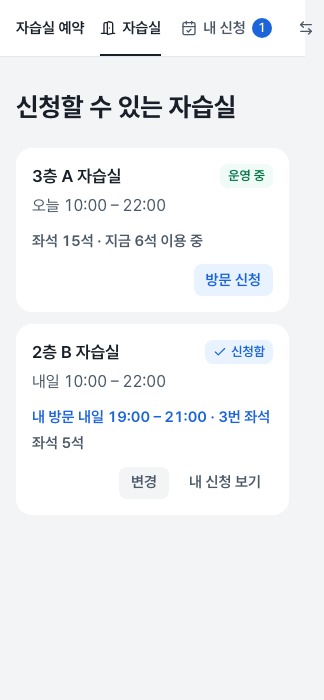 자습실 예약 자습실 내 신청 1
신청할 수 있는 자습실
3층 A 자습실 운영 중
오늘 10:00 – 22:00
좌석 15석 · 지금 6석 이용 중
방문 신청
2층 B 자습실 신청함
내일 10:00 – 22:00
내 방문 내일 19:00 – 21:00 · 3번 좌석
좌석 5석
변경 내 신청 보기